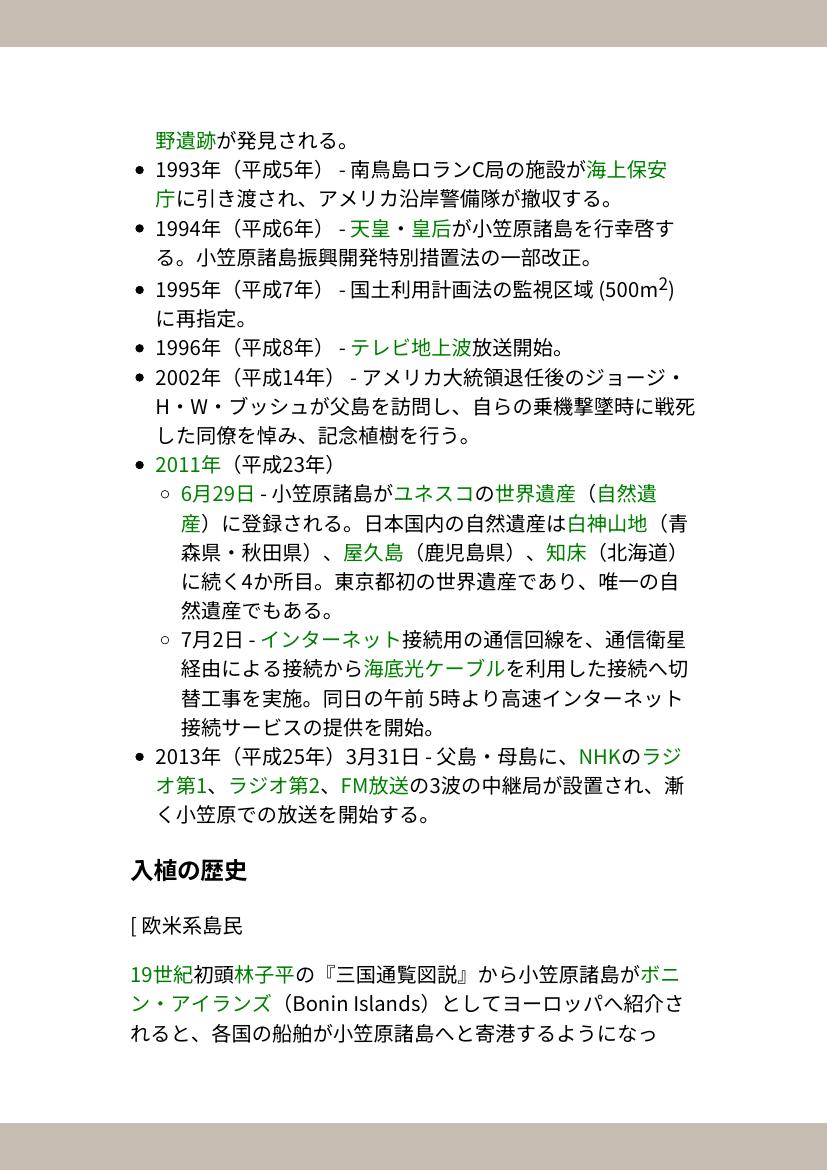 野遺跡が発見される。
• 1993年（平成5年） - 南鳥島ロランC局の施設が海上保安
庁に引き渡され、アメリカ沿岸警備隊が撤収する。
• 1994年（平成6年） - 天皇・皇后が小笠原諸島を行幸啓す
る。小笠原諸島振興開発特別措置法の一部改正。
• 1995年（平成7年） - 国土利用計画法の監視区域 (500m²)
に再指定。
• 1996年（平成8年） - テレビ地上波放送開始。
• 2002年（平成14年） - アメリカ大統領退任後のジョージ・
H・W・ブッシュが父島を訪問し、自らの乗機撃墜時に戦死
した同僚を悼み、記念植樹を行う。
• 2011年（平成23年）
◦ 6月29日 - 小笠原諸島がユネスコの世界遺産（自然遺
産）に登録される。日本国内の自然遺産は白神山地（青
森県・秋田県）、屋久島（鹿児島県）、知床（北海道）
に続く4か所目。東京都初の世界遺産であり、唯一の自
然遺産でもある。
◦ 7月2日 - インターネット接続用の通信回線を、通信衛星
経由による接続から海底光ケーブルを利用した接続へ切
替工事を実施。同日の午前 5時より高速インターネット
接続サービスの提供を開始。
• 2013年（平成25年）3月31日 - 父島・母島に、NHKのラジ
オ第1、ラジオ第2、FM放送の3波の中継局が設置され、漸
く小笠原での放送を開始する。
入植の歴史
[ 欧米系島民
19世紀初頭林子平の『三国通覧図説』から小笠原諸島がボニ
ン・アイランズ（Bonin Islands）としてヨーロッパへ紹介さ
れると、各国の船舶が小笠原諸島へと寄港するようになっ